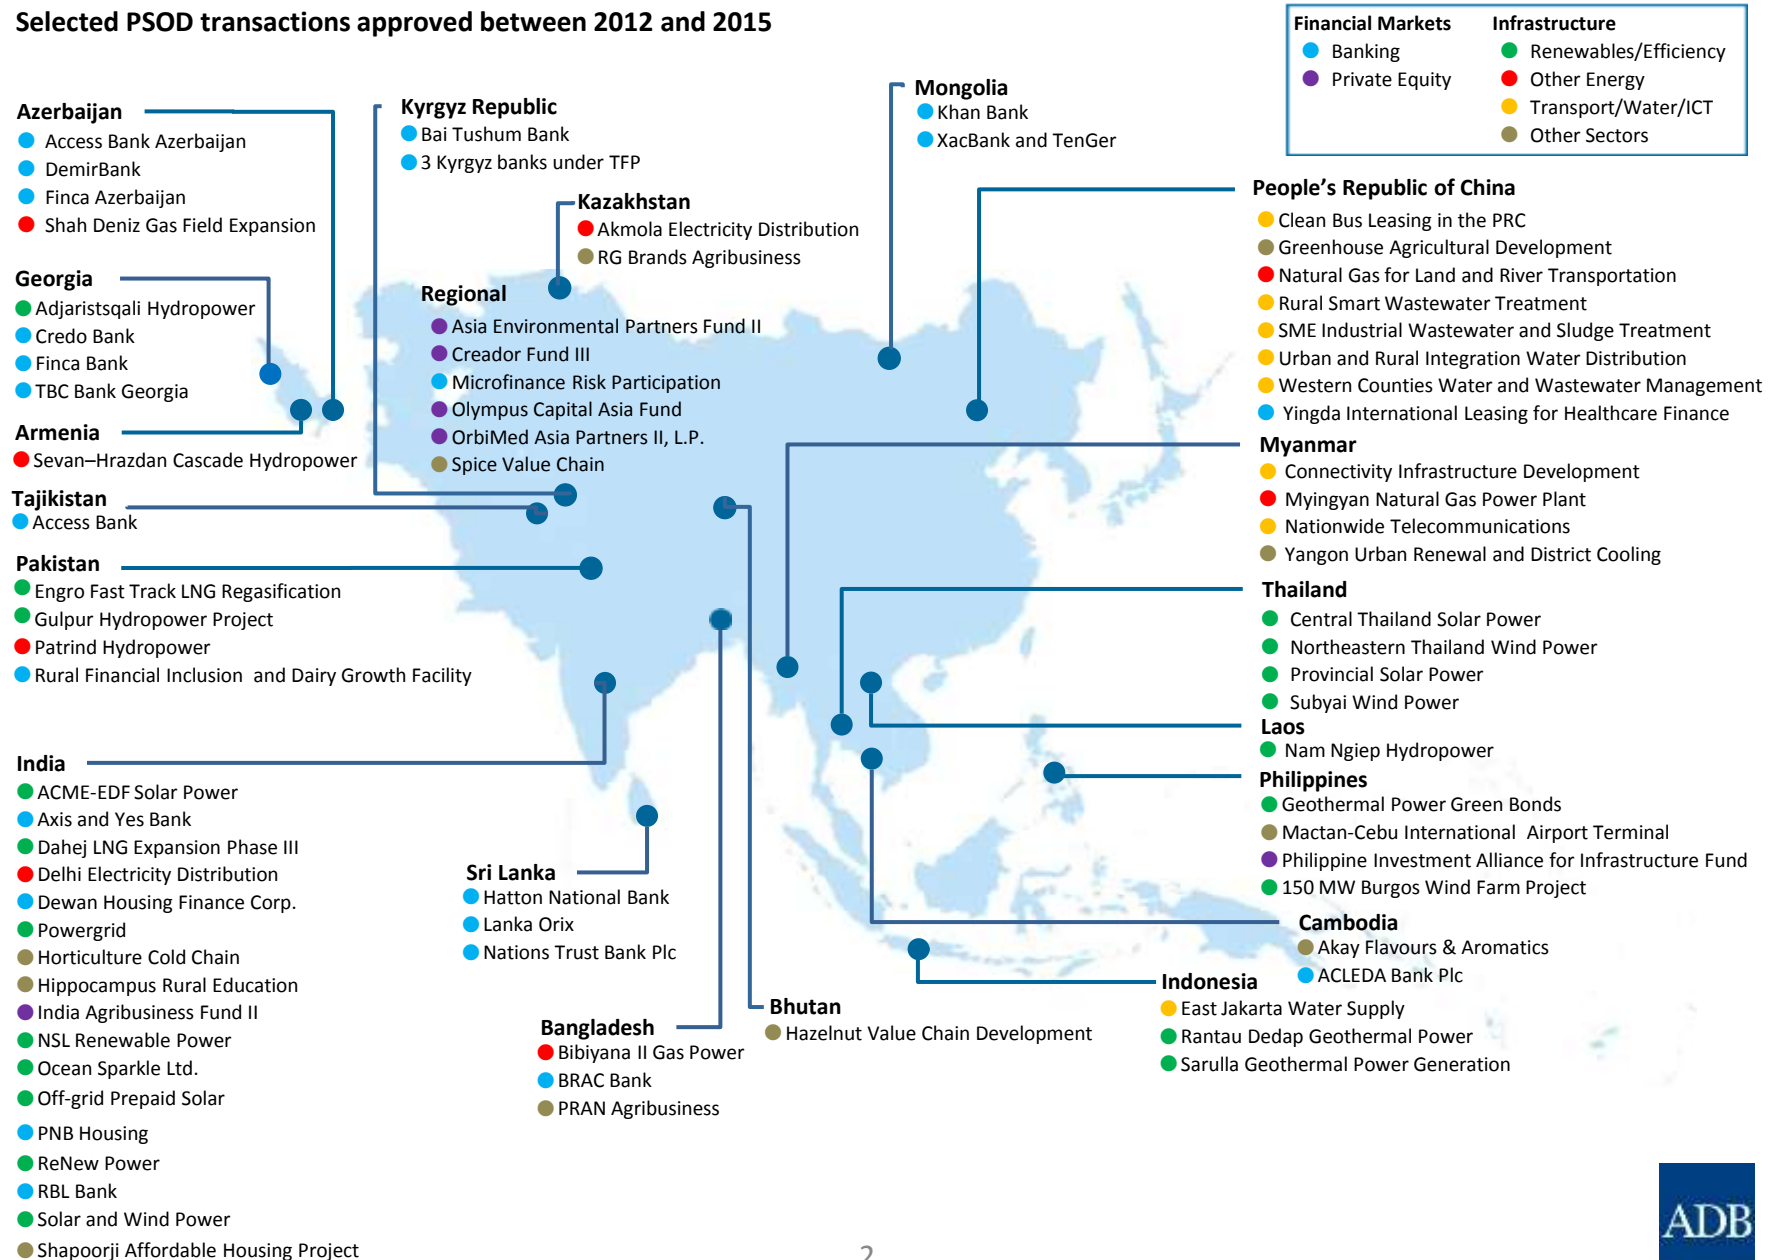 Selected PSOD transactions approved between 2012 and 2015
Financial Markets
Banking
Private Equity
Infrastructure
Renewables/Efficiency
Other Energy
Transport/Water/ICT
Other Sectors
Azerbaijan
Access Bank Azerbaijan
DemirBank
Finca Azerbaijan
Shah Deniz Gas Field Expansion
Georgia
Adjaristsqali Hydropower
Credo Bank
Finca Bank
TBC Bank Georgia
Armenia
Sevan–Hrazdan Cascade Hydropower
Tajikistan
Access Bank
Pakistan
Engro Fast Track LNG Regasification
Gulpur Hydropower Project
Patrind Hydropower
Rural Financial Inclusion and Dairy Growth Facility
India
ACME-EDF Solar Power
Axis and Yes Bank
Dahej LNG Expansion Phase III
Delhi Electricity Distribution
Dewan Housing Finance Corp.
Powergrid
Horticulture Cold Chain
Hippocampus Rural Education
India Agribusiness Fund II
NSL Renewable Power
Ocean Sparkle Ltd.
Off-grid Prepaid Solar
PNB Housing
ReNew Power
RBL Bank
Solar and Wind Power
Shapoorji Affordable Housing Project
Kyrgyz Republic
Bai Tushum Bank
3 Kyrgyz banks under TFP
Kazakhstan
Akmola Electricity Distribution
RG Brands Agribusiness
Regional
Asia Environmental Partners Fund II
Creador Fund III
Microfinance Risk Participation
Olympus Capital Asia Fund
OrbiMed Asia Partners II, L.P.
Spice Value Chain
Sri Lanka
Hatton National Bank
Lanka Orix
Nations Trust Bank Plc
Bangladesh
Bibiyana II Gas Power
BRAC Bank
PRAN Agribusiness
Bhutan
Hazelnut Value Chain Development
Mongolia
Khan Bank
XacBank and TenGer
People's Republic of China
Clean Bus Leasing in the PRC
Greenhouse Agricultural Development
Natural Gas for Land and River Transportation
Rural Smart Wastewater Treatment
SME Industrial Wastewater and Sludge Treatment
Urban and Rural Integration Water Distribution
Western Counties Water and Wastewater Management
Yingda International Leasing for Healthcare Finance
Myanmar
Connectivity Infrastructure Development
Myingyan Natural Gas Power Plant
Nationwide Telecommunications
Yangon Urban Renewal and District Cooling
Thailand
Central Thailand Solar Power
Northeastern Thailand Wind Power
Provincial Solar Power
Subyai Wind Power
Laos
Nam Ngiep Hydropower
Philippines
Geothermal Power Green Bonds
Mactan-Cebu International Airport Terminal
Philippine Investment Alliance for Infrastructure Fund
150 MW Burgos Wind Farm Project
Cambodia
Akay Flavours & Aromatics
ACLEDA Bank Plc
Indonesia
East Jakarta Water Supply
Rantau Dedap Geothermal Power
Sarulla Geothermal Power Generation
2
ADB